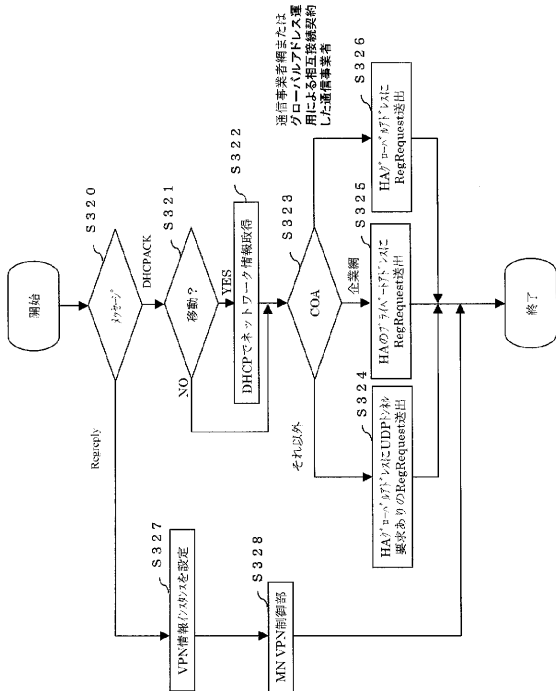 開始
S320
メッセージ
DHCPACK
Regreply
S321
移動？
YES
NO
S322
DHCPでネットワーク情報取得
S323
COA
通信事業者網または
グローバルアドレス運
用による相互接続契約
した通信事業者
企業網
それ以外
S324
HAグローバルアドレスにUDPトンネル
要求ありのRegRequest送出
S325
HAのプライベートアドレスに
RegRequest送出
S326
HAグローバルアドレスに
RegRequest送出
S327
VPN情報インスタンスを設定
S328
MN VPN制御部
終了